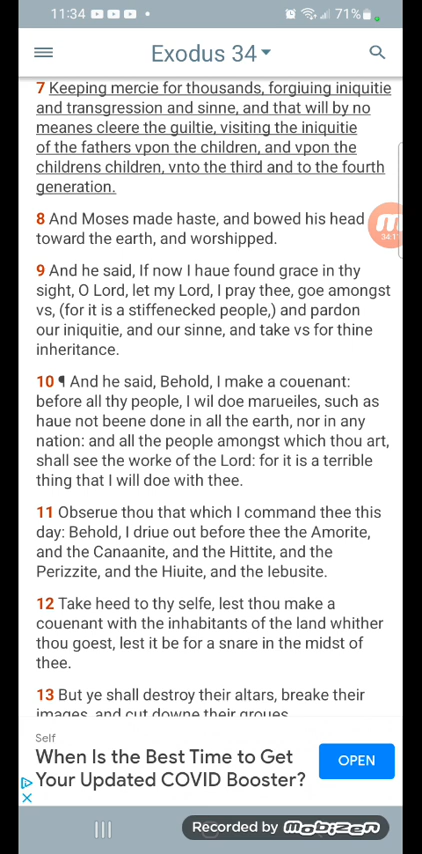 11:34
71%
Exodus 34
7 Keeping mercie for thousands, forgiuing iniquitie
and transgression and sinne, and that will by no
meanes cleere the guiltie, visiting the iniquitie
of the fathers vpon the children, and vpon the
childrens children, vnto the third and to the fourth
generation.
8 And Moses made haste, and bowed his head
toward the earth, and worshipped.
9 And he said, If now I haue found grace in thy
sight, O Lord, let my Lord, I pray thee, goe amongst
vs, (for it is a stiffenecked people,) and pardon
our iniquitie, and our sinne, and take vs for thine
inheritance.
10 ¶ And he said, Behold, I make a couenant:
before all thy people, I wil doe marueiles, such as
haue not beene done in all the earth, nor in any
nation: and all the people amongst which thou art,
shall see the worke of the Lord: for it is a terrible
thing that I will doe with thee.
11 Obserue thou that which I command thee this
day: Behold, I driue out before thee the Amorite,
and the Canaanite, and the Hittite, and the
Perizzite, and the Hiuite, and the Iebusite.
12 Take heed to thy selfe, lest thou make a
couenant with the inhabitants of the land whither
thou goest, lest it be for a snare in the midst of
thee.
13 But ye shall destroy their altars, breake their
images, and cut downe their groues.
Self
When Is the Best Time to Get
Your Updated COVID Booster?
OPEN
Recorded by mobizen